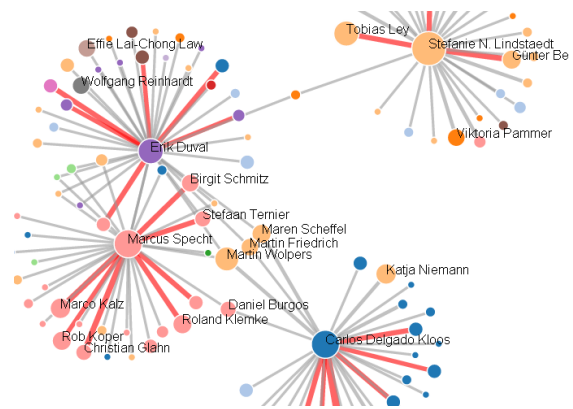 Tobias Ley
Effie Lai-Chong Law
Stefanie N. Lindstaedt
Günter Be
Wolfgang Reinhardt
Viktoria Pammer
Erik Duval
Birgit Schmitz
Stefaan Ternier
Maren Scheffel
Marcus Specht
Martin Friedrich
Martin Wolpers
Katja Niemann
Marco Kalz
Daniel Burgos
Roland Klemke
Rob Koper
Carlos Delgado Kloos
Christian Glahn